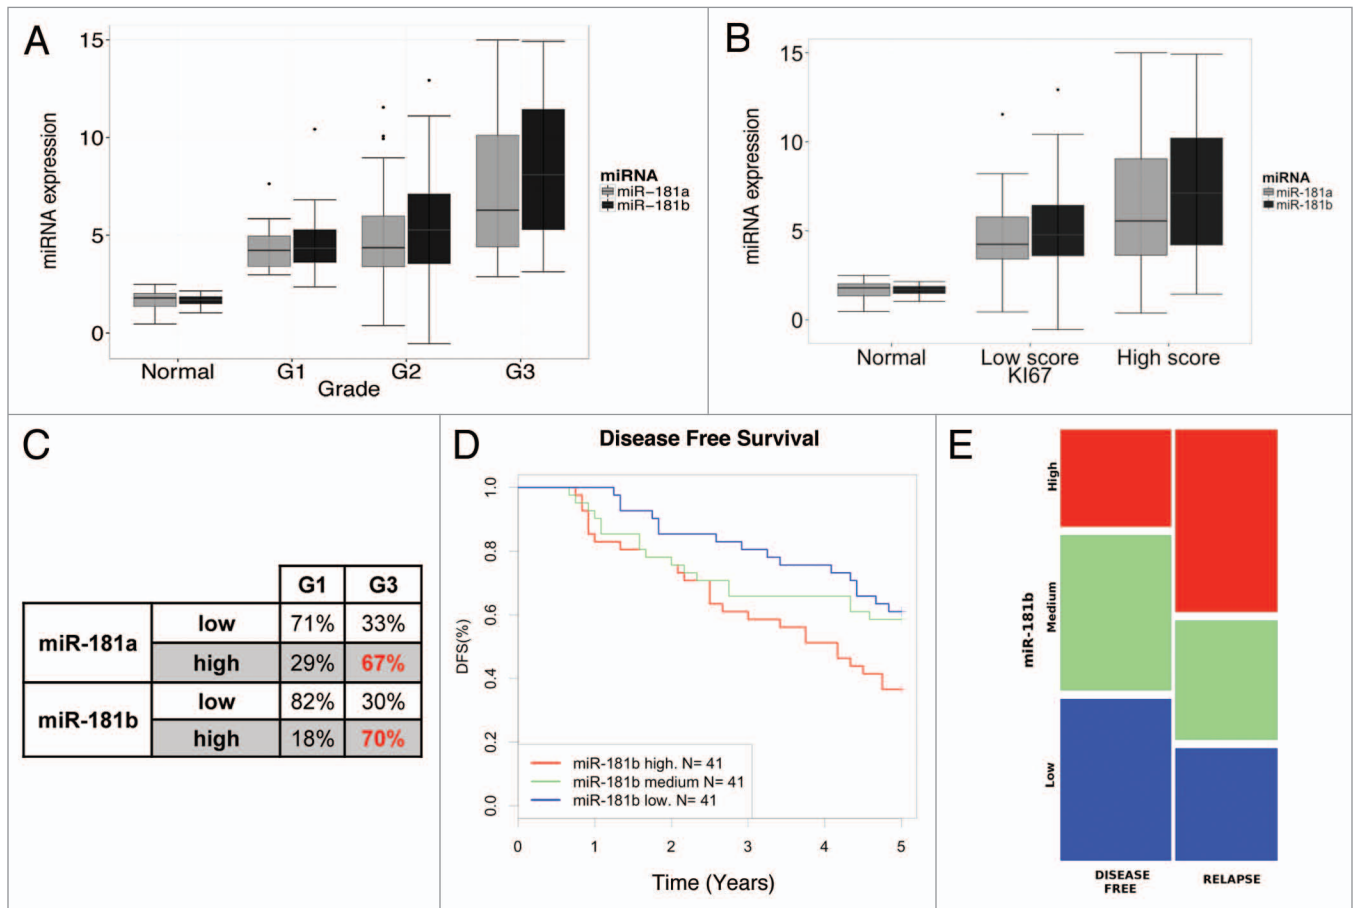 A
15
10
5
0
miRNA expression
Normal
G1
G2
G3
Grade
miRNA
miR−181a
miR−181b
B
15
10
5
0
miRNA expression
Normal
Low score
High score
KI67
miRNA
miR-181a
miR-181b
C
G1
G3
miR-181a
low
71%
33%
high
29%
67%
miR-181b
low
82%
30%
high
18%
70%
D
Disease Free Survival
1.0
0.8
0.6
0.4
0.2
0.0
DFS(%)
miR-181b high. N= 41
miR-181b medium N= 41
miR-181b low. N= 41
0
1
2
3
4
5
Time (Years)
E
High
Medium
Low
miR-181b
DISEASE
FREE
RELAPSE